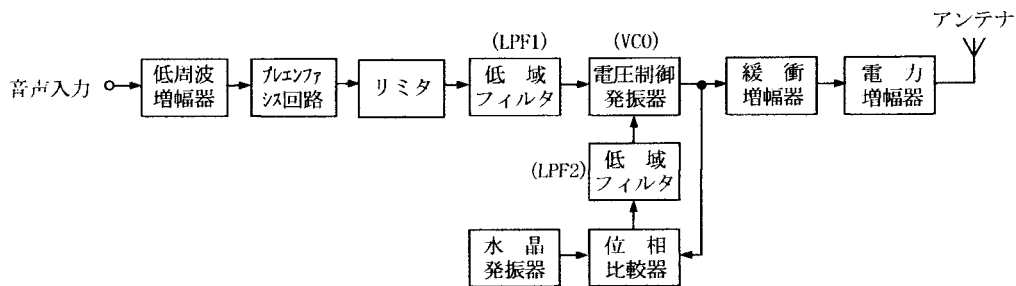 アンテナ
(LPF1)
(VCO)
音声入力
低周波
増幅器
プレエンファ
シス回路
リミタ
低域
フィルタ
電圧制御
発振器
緩衝
増幅器
電力
増幅器
(LPF2)
低域
フィルタ
水晶
発振器
位相
比較器